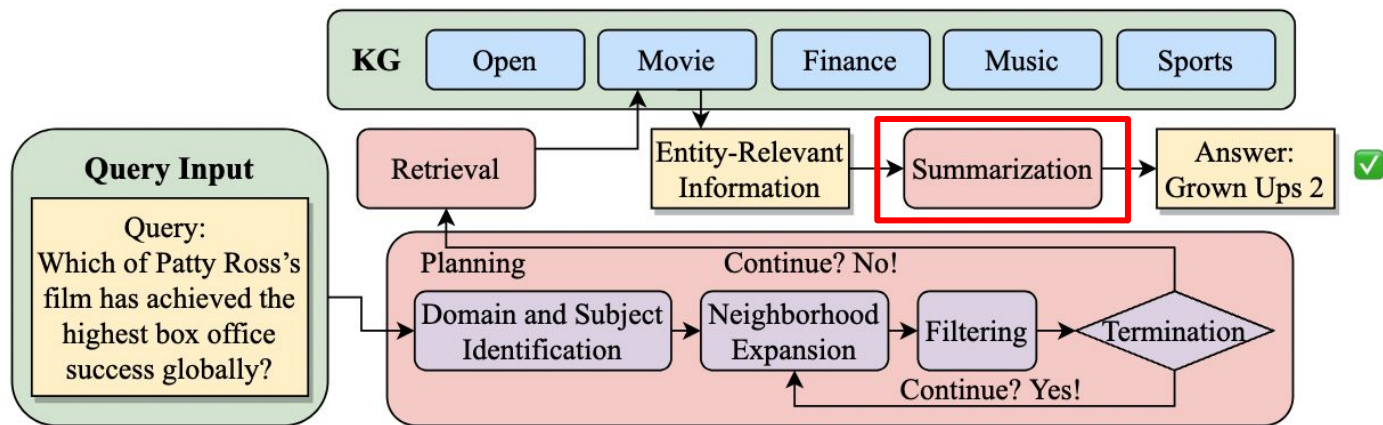 KG
Open
Movie
Finance
Music
Sports
Query Input
Query:
Which of Patty Ross's
film has achieved the
highest box office
success globally?
Retrieval
Entity-Relevant
Information
Summarization
Answer:
Grown Ups 2
Planning
Continue? No!
Domain and Subject
Identification
Neighborhood
Expansion
Filtering
Termination
Continue? Yes!